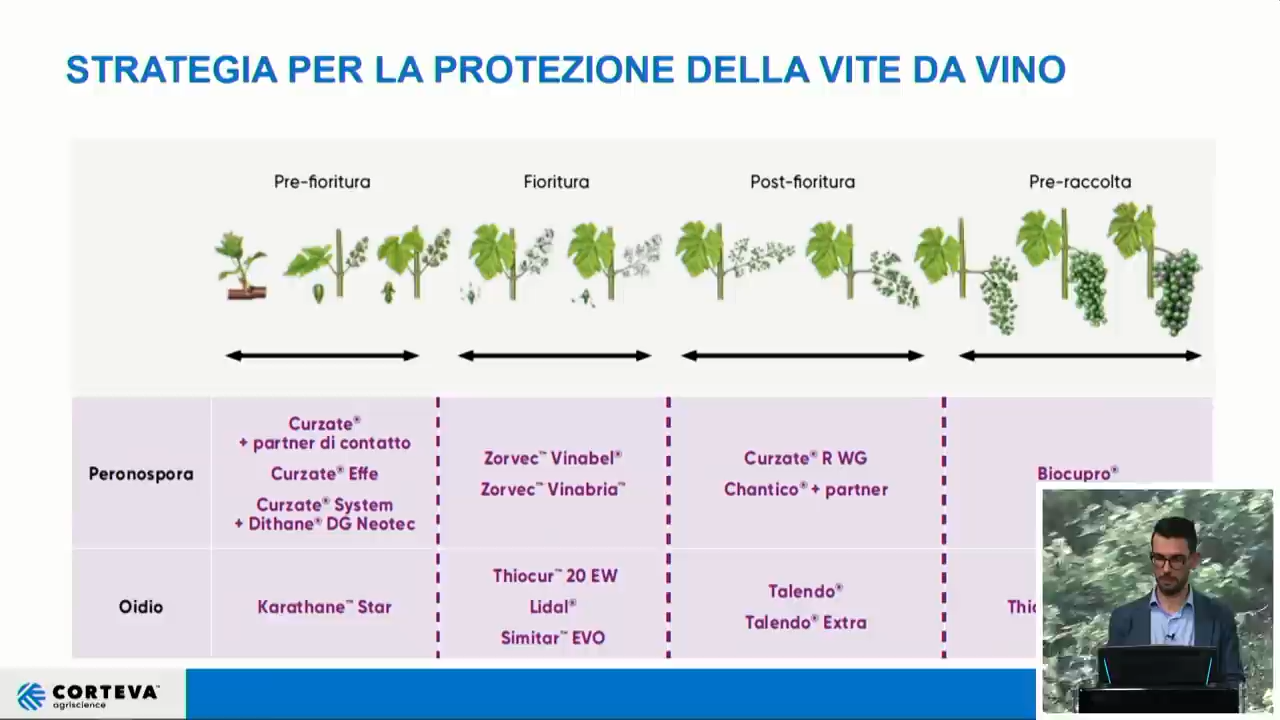 STRATEGIA PER LA PROTEZIONE DELLA VITE DA VINO
Pre-fioritura
Fioritura
Post-fioritura
Pre-raccolta
Peronospora
Curzate®
+ partner di contatto
Curzate® Effe
Curzate® System
+ Dithane® DG Neotec
Zorvec™ Vinabel®
Zorvec™ Vinabria™
Curzate® R WG
Chantico® + partner
Biocupro®
Oidio
Karathane™ Star
Thiocur™ 20 EW
Lidal®
Simitar™ EVO
Talendo®
Talendo® Extra
CORTEVA™
agriscience